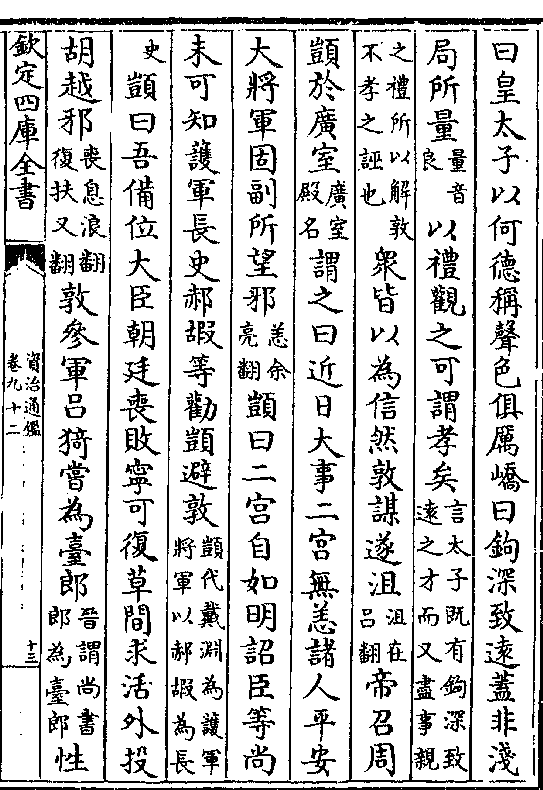 曰皇太子以何德稱聲色俱厲嶠曰鉤深致遠蓋非淺
局所量量音良以禮觀之可謂孝矣言太子既有鉤深致遠之才而又盡事親
之禮所以解敦不孝之誣也衆皆以為信然敦謀遂沮沮在呂翻帝召周
顗於廣室廣室殿名謂之曰近日大事二宮無恙諸人平安
大將軍固副所望邪恙余亮翻顗曰二宮自如明詔臣等尚
未可知護軍長史郝嘏等勸顗避敦顗代戴淵為護軍將軍以郝嘏為長
史顗曰吾備位大臣朝廷喪敗寧可復草間求活外投
胡越邪喪息浪翻復扶又翻敦參軍呂猗嘗為臺郎晉謂尚書郎為臺郎性
欽定四庫全書
資治通鑑
卷九十二
十三